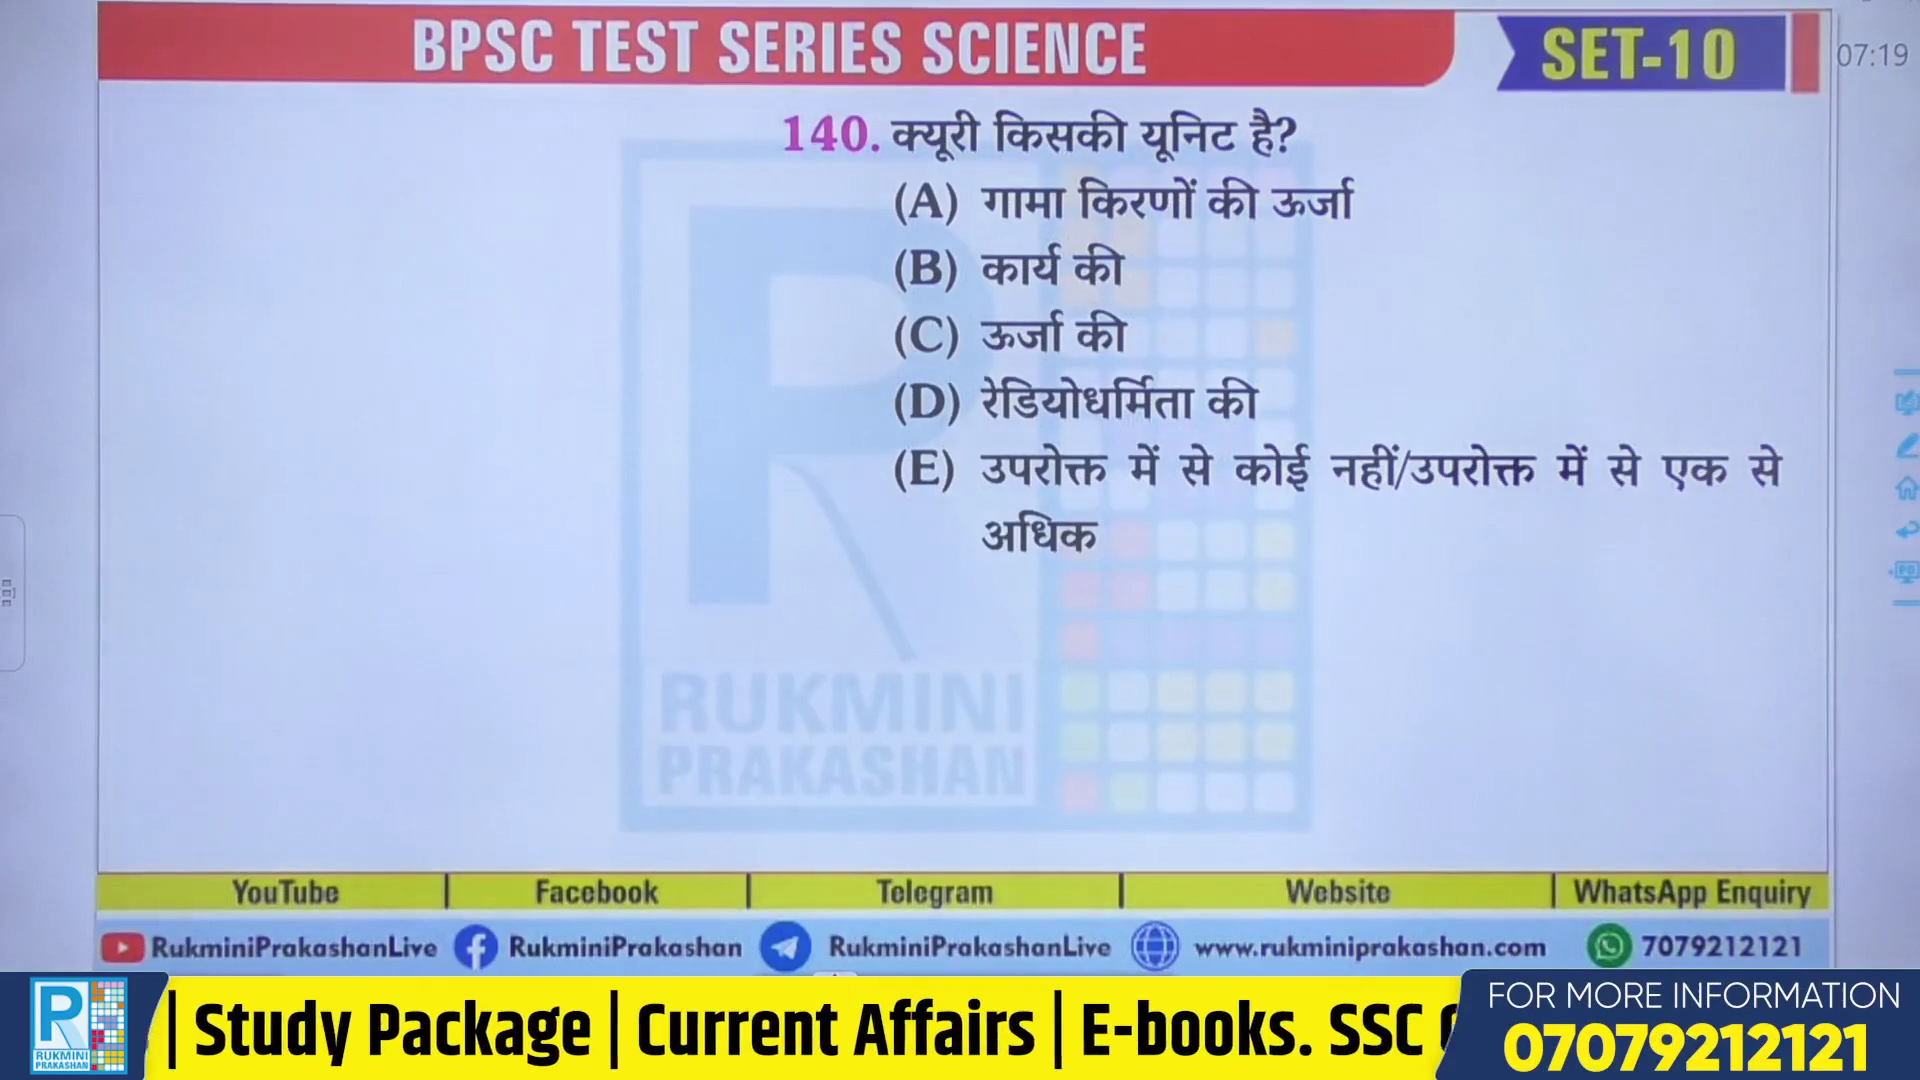 BPSC TEST SERIES SCIENCE
SET-10
07:19
140. क्यूरी किसकी यूनिट है?
(A) गामा किरणों की ऊर्जा
(B) कार्य की
(C) ऊर्जा की
(D) रेडियोधर्मिता की
(E) उपरोक्त में से कोई नहीं/उपरोक्त में से एक से
अधिक
RUKMINI
PRAKASHAN
YouTube | Facebook | Telegram | Website | WhatsApp Enquiry
RukminiPrakashanLive RukminiPrakashan RukminiPrakashanLive www.rukminiprakashan.com 7079212121
R RUKMINI PRAKASHAN
| Study Package | Current Affairs | E-books. SSC
FOR MORE INFORMATION
07079212121